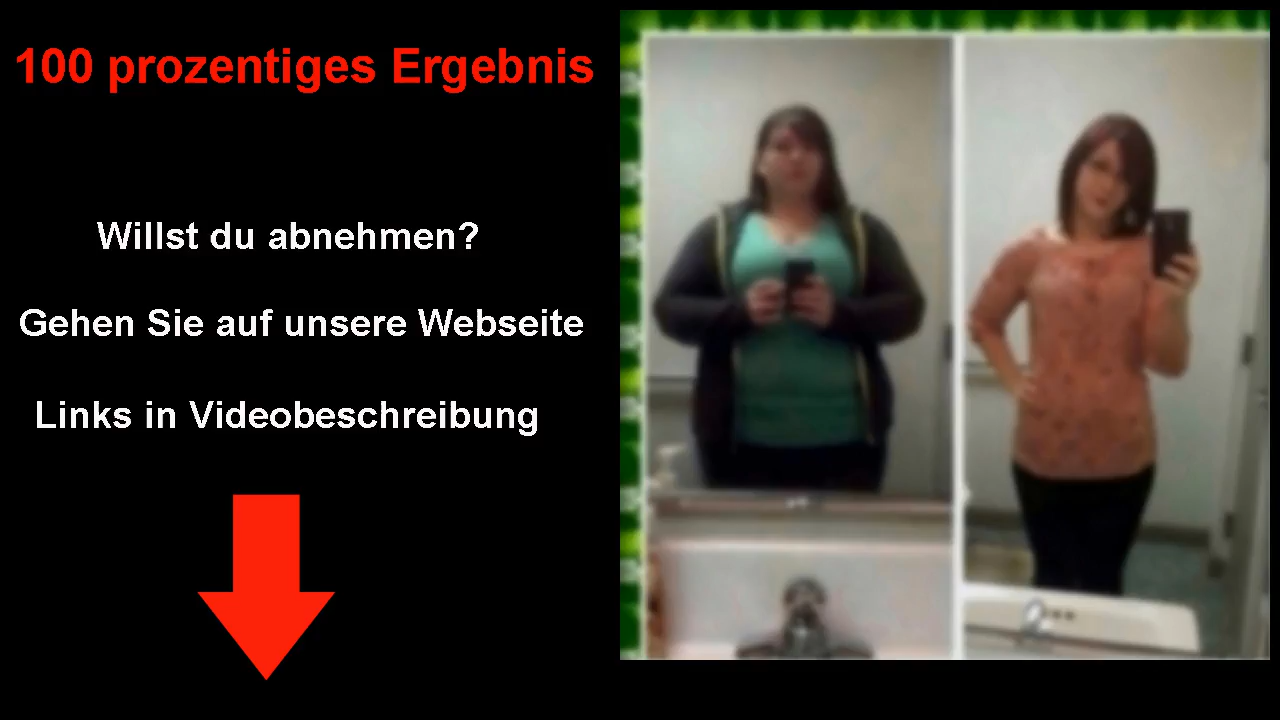 100 prozentiges Ergebnis
Willst du abnehmen?
Gehen Sie auf unsere Webseite
Links in Videobeschreibung